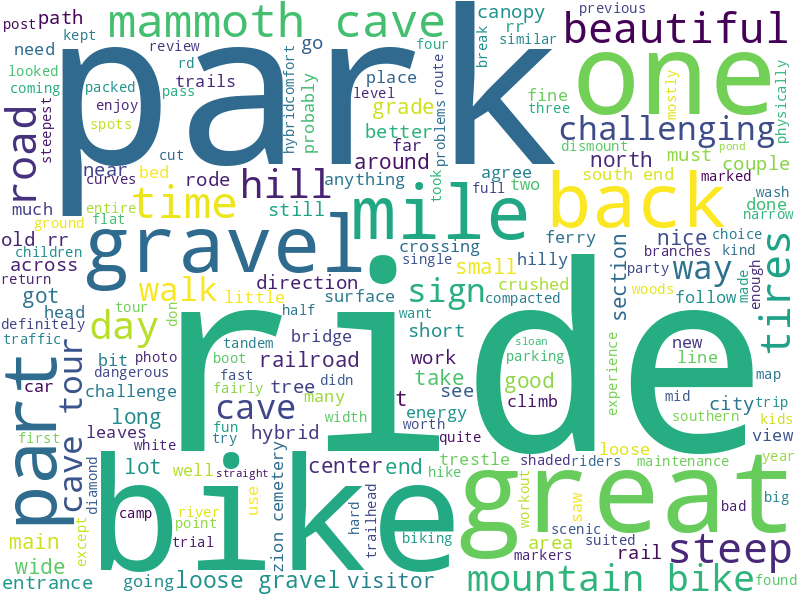 previous
post path
kept
mammoth cave
canopy
rr
beautiful
review
go
four
similar
break
need
rd
park
one
looked
trails
place
route
coming
packed
pass
level
grade
fine
mostly
physically
enjoy
hybridcomfort
probably
better
problems
three
challenging
steepest
spots
cut
far
dismount
pond
road
around
north
must
couple
near
bed
curves
rode
hill
anything
took
agree
full
two
south end
marked
done
wash
narrow
much
entire
flat
time
still
mile
back
ground
old rr
children
gravel
crossing
single
ferry
hilly
nice
choice
kind
branches
across
return
got
head
walk
direction
sign
small
crushed
compacted
section
way
party
woods
made
enough
tires
definitely
traffic
tour
don
little
surface
half
want
follow
day
tandem
bridge
short
ride
sloan
parking
new
line
map
bit
photo
dangerous
boot
fast
fairly
railroad
didn
work
take
see
practice
experience
mid
southern
trip
car
challenge
tree
many
width
t
energy
good
climb
city
kids
cave tour
part
first
long
leaves
white
cave
fun
try
hybrid
worth
quite
loose
view
year
diamond
lot
well
straight
center
end
trestle
hike
shaded
riders
maintenance
main
except
camp
river
point
trial
use
zion cemetery
hard
trailhead
biking
bike
great
workout
saw
scenic
suited
bad
big
wide
area
markers
rail
steep
entrance
going
loose gravel
visitor
mountain bike
found